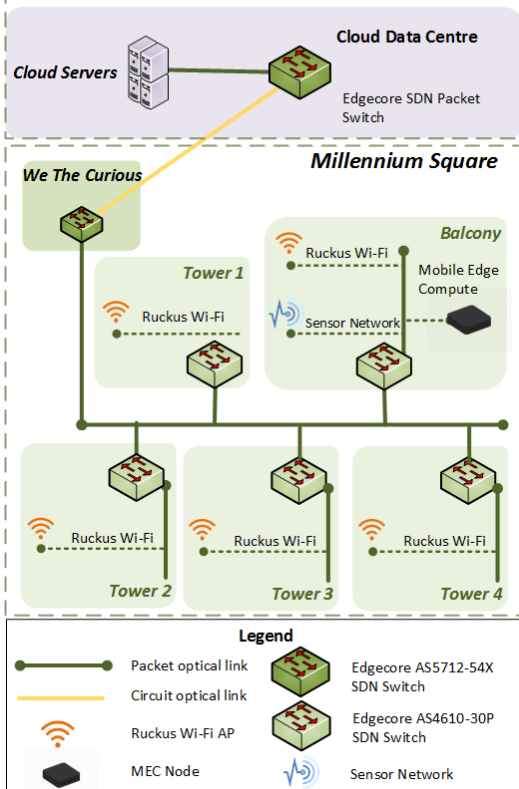 Cloud Data Centre
Cloud Servers
Edgecore SDN Packet
Switch
Millennium Square
We The Curious
Balcony
Tower 1
Ruckus Wi-Fi
Mobile Edge
Compute
Ruckus Wi-Fi
Sensor Network
Ruckus Wi-Fi
Tower 2
Ruckus Wi-Fi
Tower 3
Ruckus Wi-Fi
Tower 4
Legend
Packet optical link
Circuit optical link
Ruckus Wi-Fi AP
MEC Node
Edgecore AS5712-54X
SDN Switch
Edgecore AS4610-30P
SDN Switch
Sensor Network